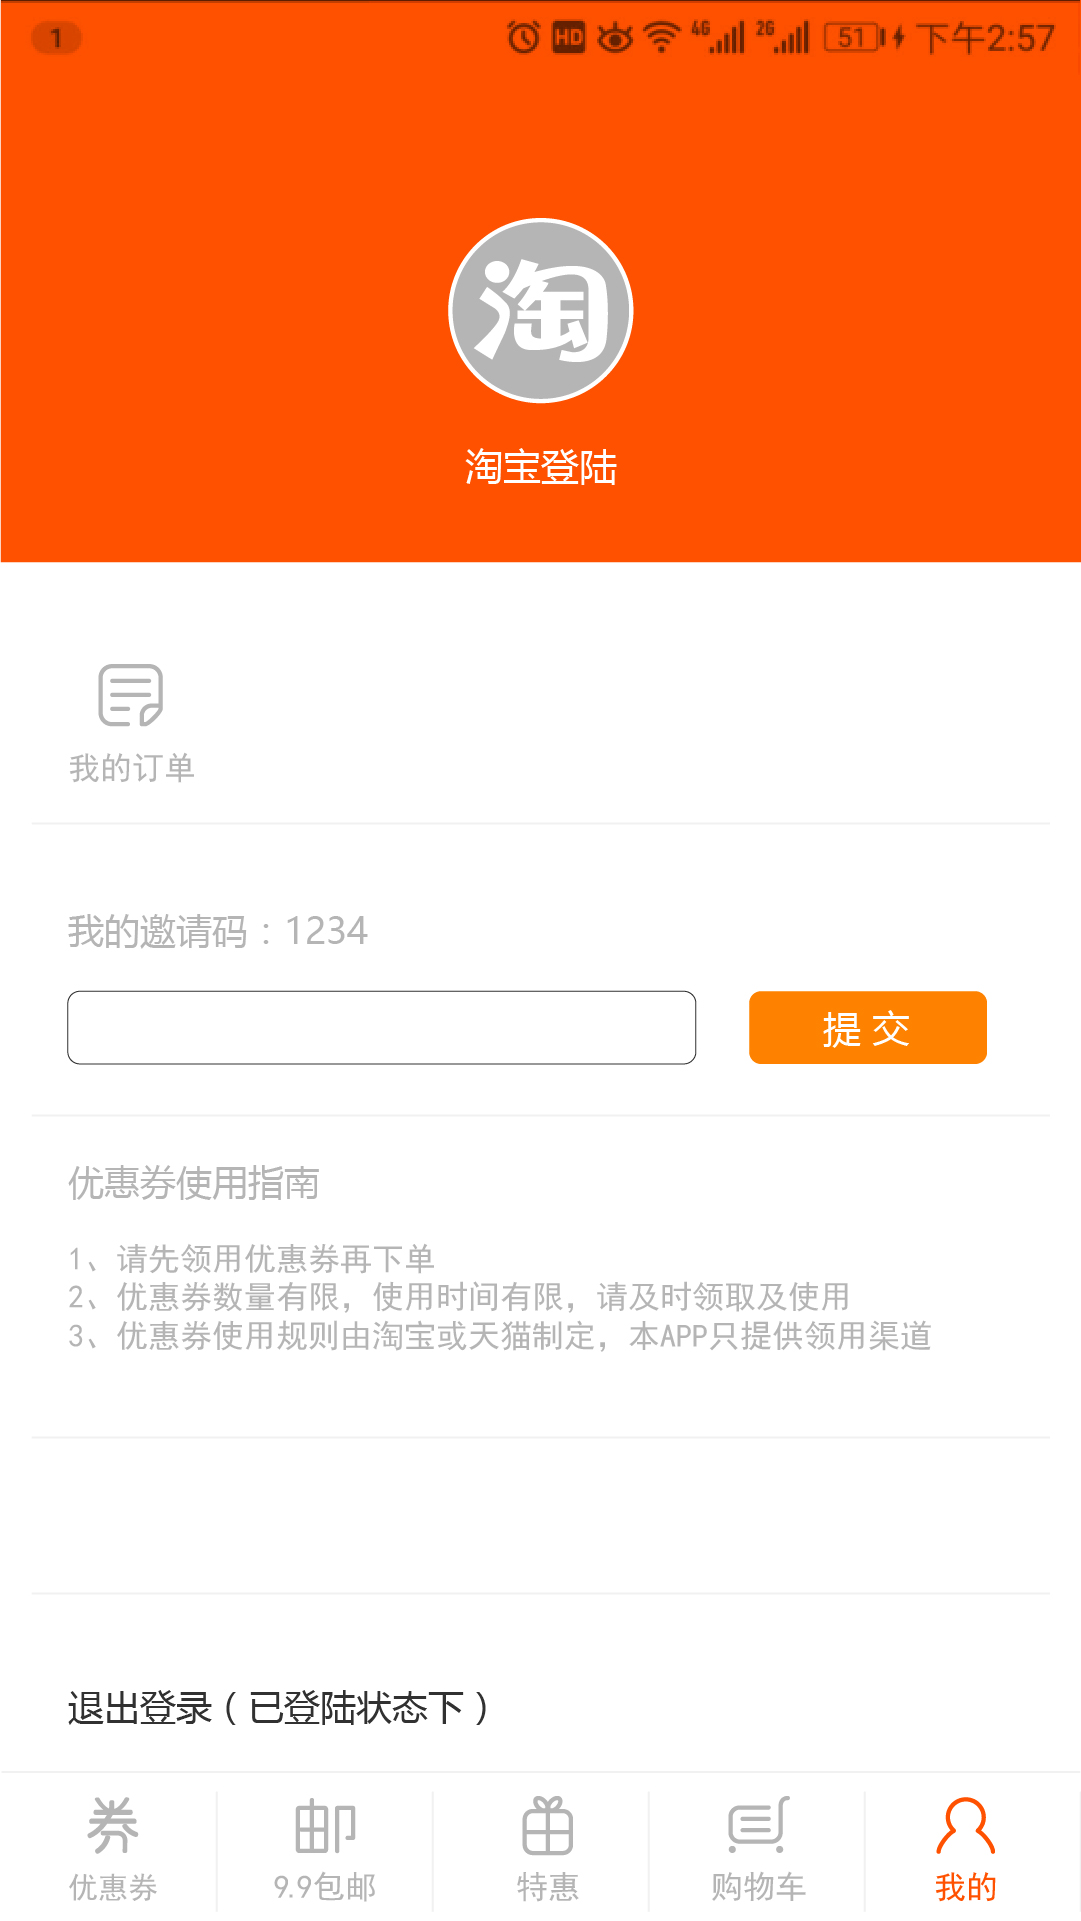 1 HD 4G 2G 51 下午2:57
淘
淘宝登陆
我的订单
我的邀请码：1234
提 交
优惠券使用指南
1、请先领用优惠券再下单
2、优惠券数量有限，使用时间有限，请及时领取及使用
3、优惠券使用规则由淘宝或天猫制定，本APP只提供领用渠道
退出登录（已登陆状态下）
券 邮
优惠券 9.9包邮 特惠 购物车 我的